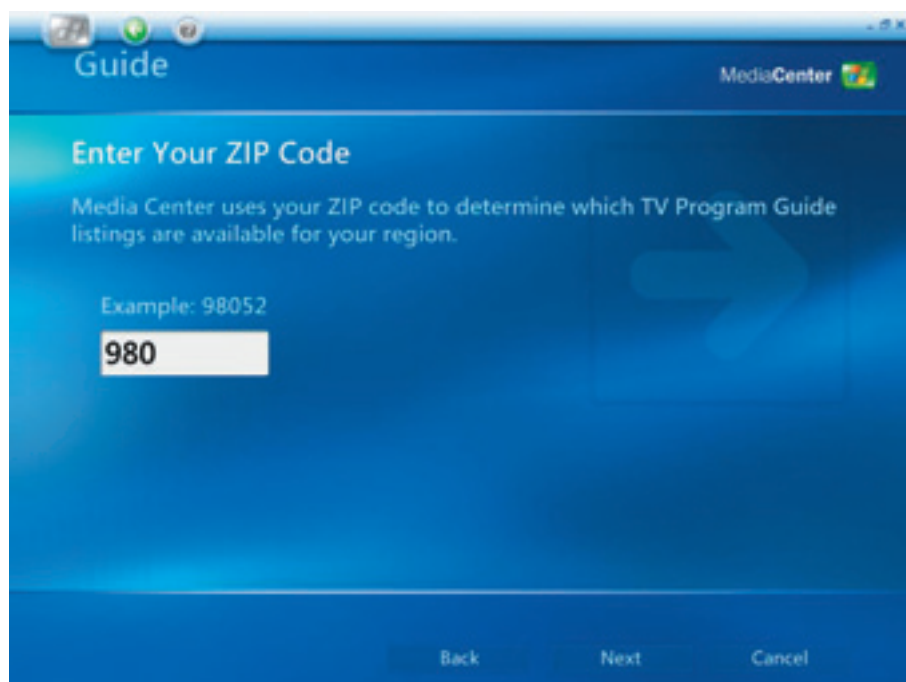 Guide
MediaCenter
Enter Your ZIP Code
Media Center uses your ZIP code to determine which TV Program Guide
listings are available for your region.
Example: 98052
980
Back Next Cancel